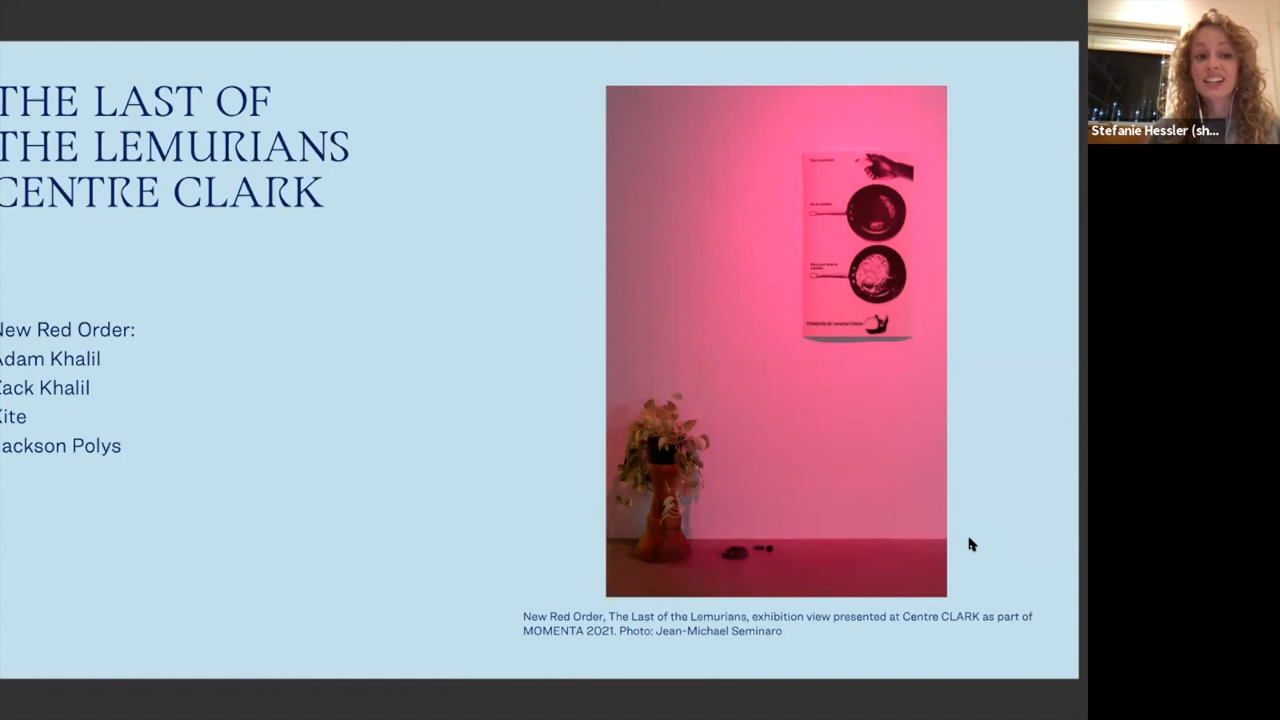 THE LAST OF
THE LEMURIANS
CENTRE CLARK
New Red Order:
Adam Khalil
Zack Khalil
Kite
Jackson Polys
New Red Order, The Last of the Lemurians, exhibition view presented at Centre CLARK as part of
MOMENTA 2021. Photo: Jean-Michael Seminaro
Stefanie Hessler (sh...